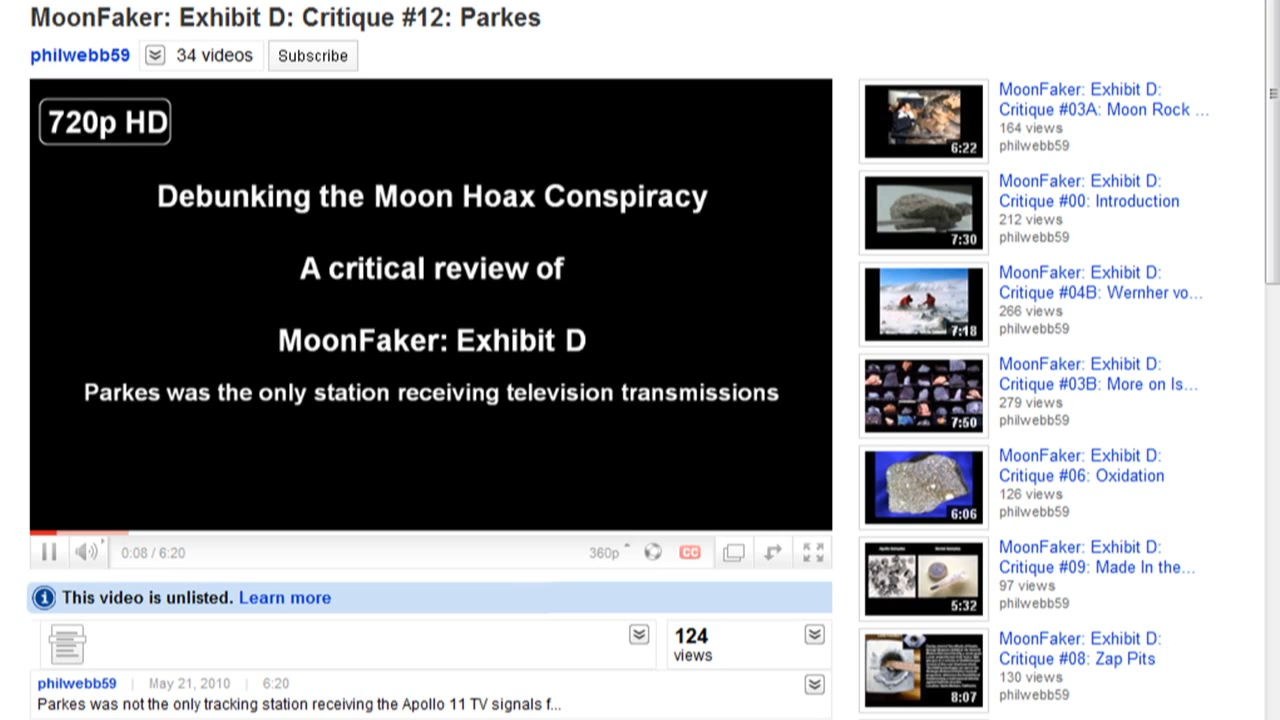 MoonFaker: Exhibit D: Critique #12: Parkes
philwebb59 34 videos Subscribe
720p HD
Debunking the Moon Hoax Conspiracy
A critical review of
MoonFaker: Exhibit D
Parkes was the only station receiving television transmissions
0:08 / 6:20 360p CC
This video is unlisted. Learn more
124
views
philwebb59 | May 21, 201
Parkes was not the only tracking station receiving the Apollo 11 TV signals f...
6:22
MoonFaker: Exhibit D:
Critique #03A: Moon Rock ...
164 views
philwebb59
7:30
MoonFaker: Exhibit D:
Critique #00: Introduction
212 views
philwebb59
7:18
MoonFaker: Exhibit D:
Critique #04B: Wernher vo...
266 views
philwebb59
7:50
MoonFaker: Exhibit D:
Critique #03B: More on Is...
279 views
philwebb59
6:06
MoonFaker: Exhibit D:
Critique #06: Oxidation
126 views
philwebb59
5:32
MoonFaker: Exhibit D:
Critique #09: Made In the...
97 views
philwebb59
8:07
MoonFaker: Exhibit D:
Critique #08: Zap Pits
130 views
philwebb59